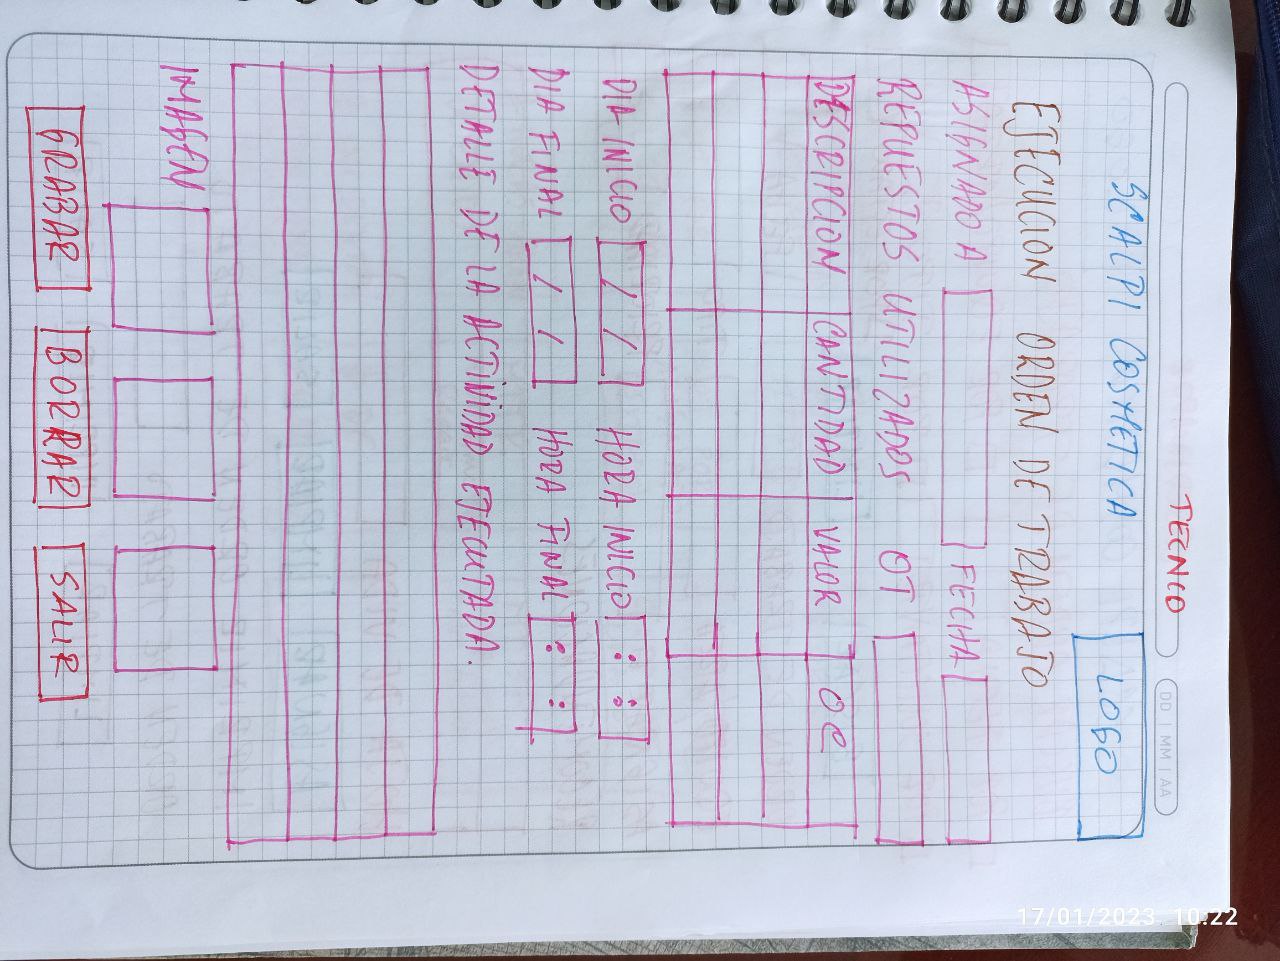 TECNCO
DD | MM | AA
SCALPI COSMETICA LOGO
EJECUCION ORDEN DE TRABAJO
ASIGNADO A FECHA
REPUESTOS UTILIZADOS OT
DESCRIPCION CANTIDAD VALOR OC
DIA INICIO / / HORA INICIO : :
DIA FINAL / / HORA FINAL : :
DETALLE DE LA ACTIVIDAD EJECUTADA.
IMAGEN
GRABAR BORRAR SALIR
17/01/2023 10:22